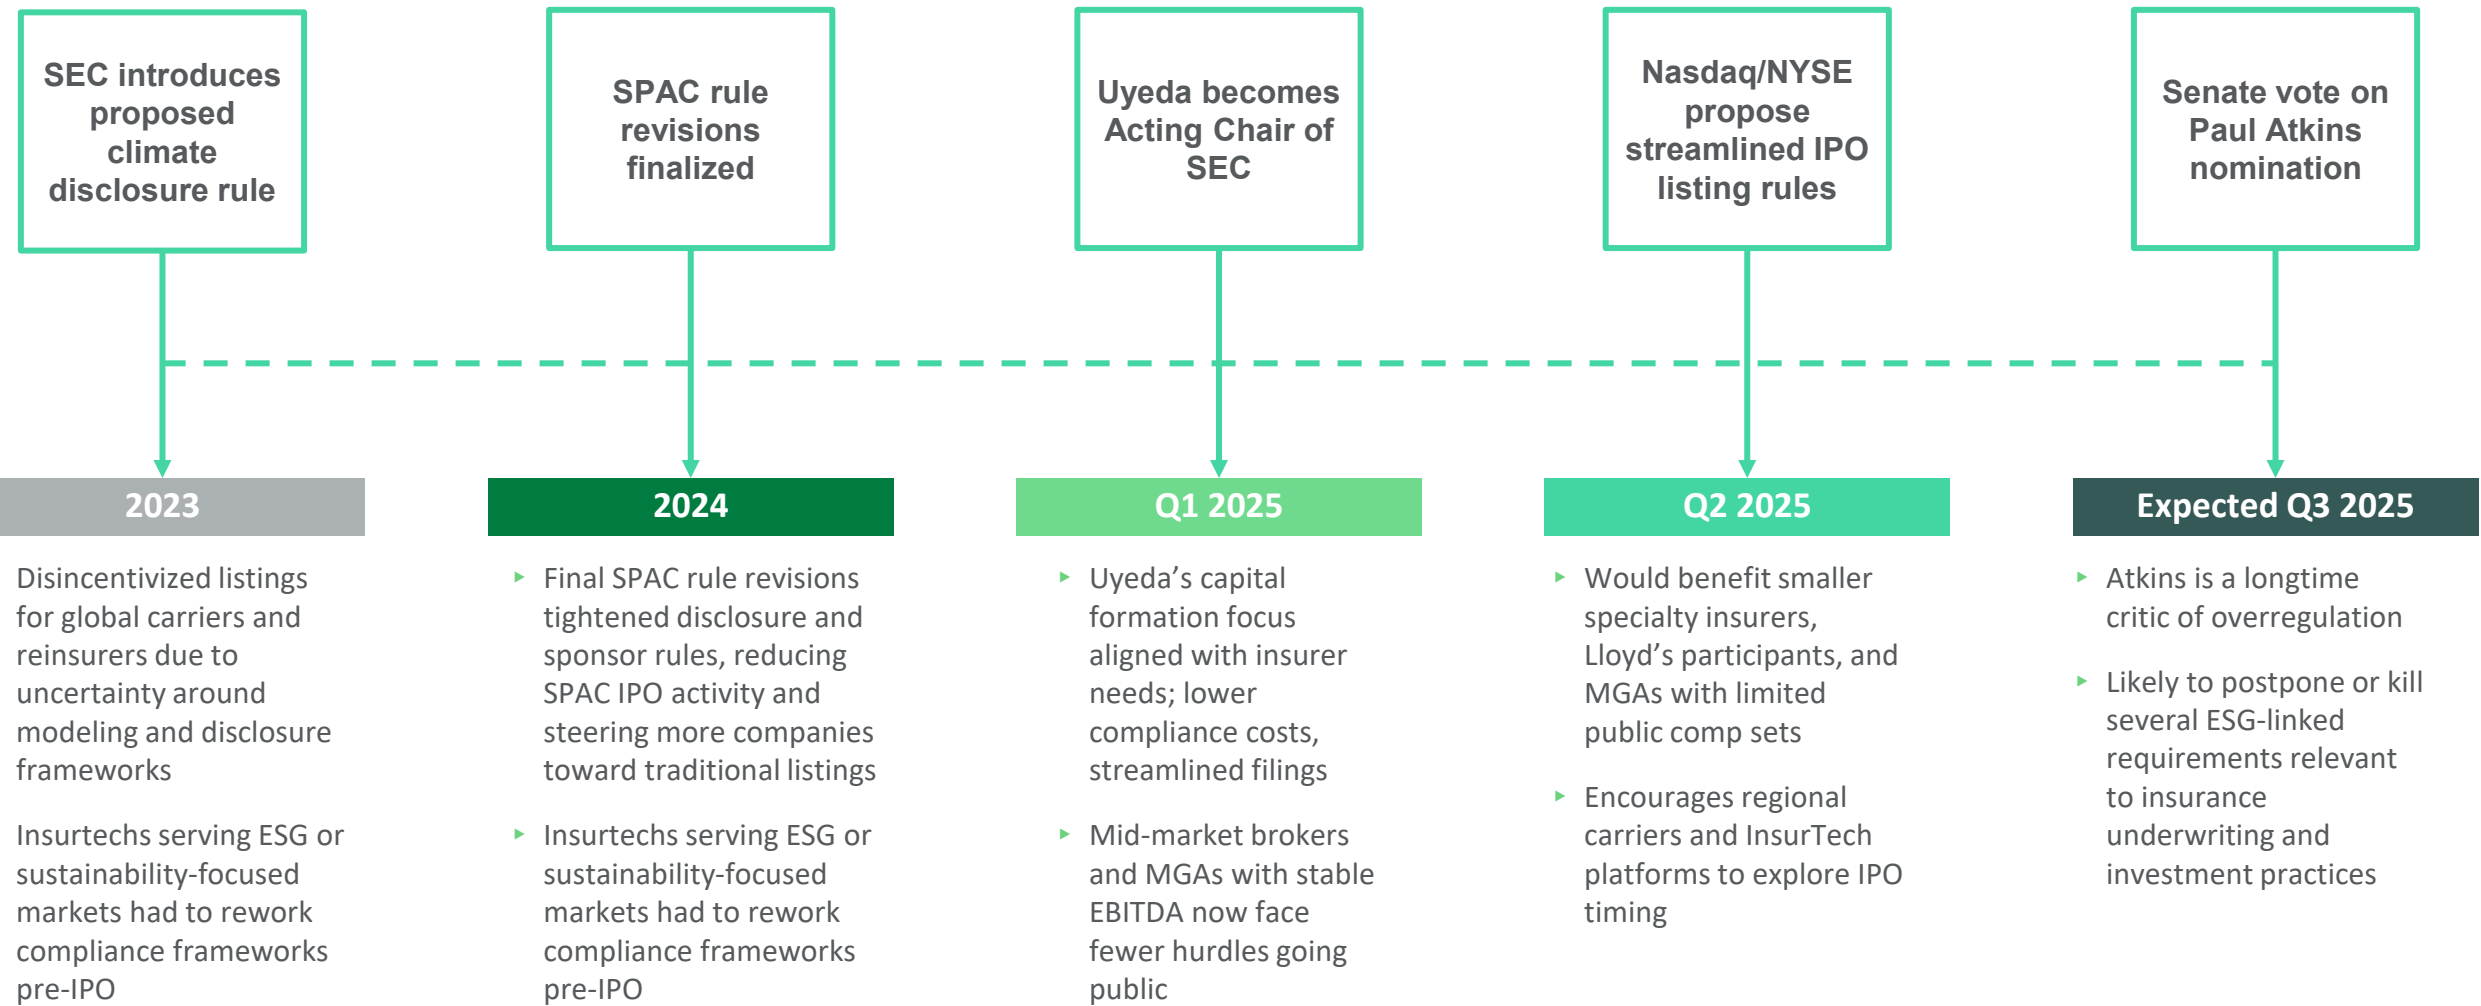 SEC introduces
proposed
climate
disclosure rule
SPAC rule
revisions
finalized
Uyeda becomes
Acting Chair of
SEC
Nasdaq/NYSE
propose
streamlined IPO
listing rules
Senate vote on
Paul Atkins
nomination
2023
Disincentivized listings
for global carriers and
reinsurers due to
uncertainty around
modeling and disclosure
frameworks
Insurtechs serving ESG or
sustainability-focused
markets had to rework
compliance frameworks
pre-IPO
2024
▸ Final SPAC rule revisions
tightened disclosure and
sponsor rules, reducing
SPAC IPO activity and
steering more companies
toward traditional listings
▸ Insurtechs serving ESG or
sustainability-focused
markets had to rework
compliance frameworks
pre-IPO
Q1 2025
▸ Uyeda’s capital
formation focus
aligned with insurer
needs; lower
compliance costs,
streamlined filings
▸ Mid-market brokers
and MGAs with stable
EBITDA now face
fewer hurdles going
public
Q2 2025
▸ Would benefit smaller
specialty insurers,
Lloyd’s participants, and
MGAs with limited
public comp sets
▸ Encourages regional
carriers and InsurTech
platforms to explore IPO
timing
Expected Q3 2025
▸ Atkins is a longtime
critic of overregulation
▸ Likely to postpone or kill
several ESG-linked
requirements relevant
to insurance
underwriting and
investment practices